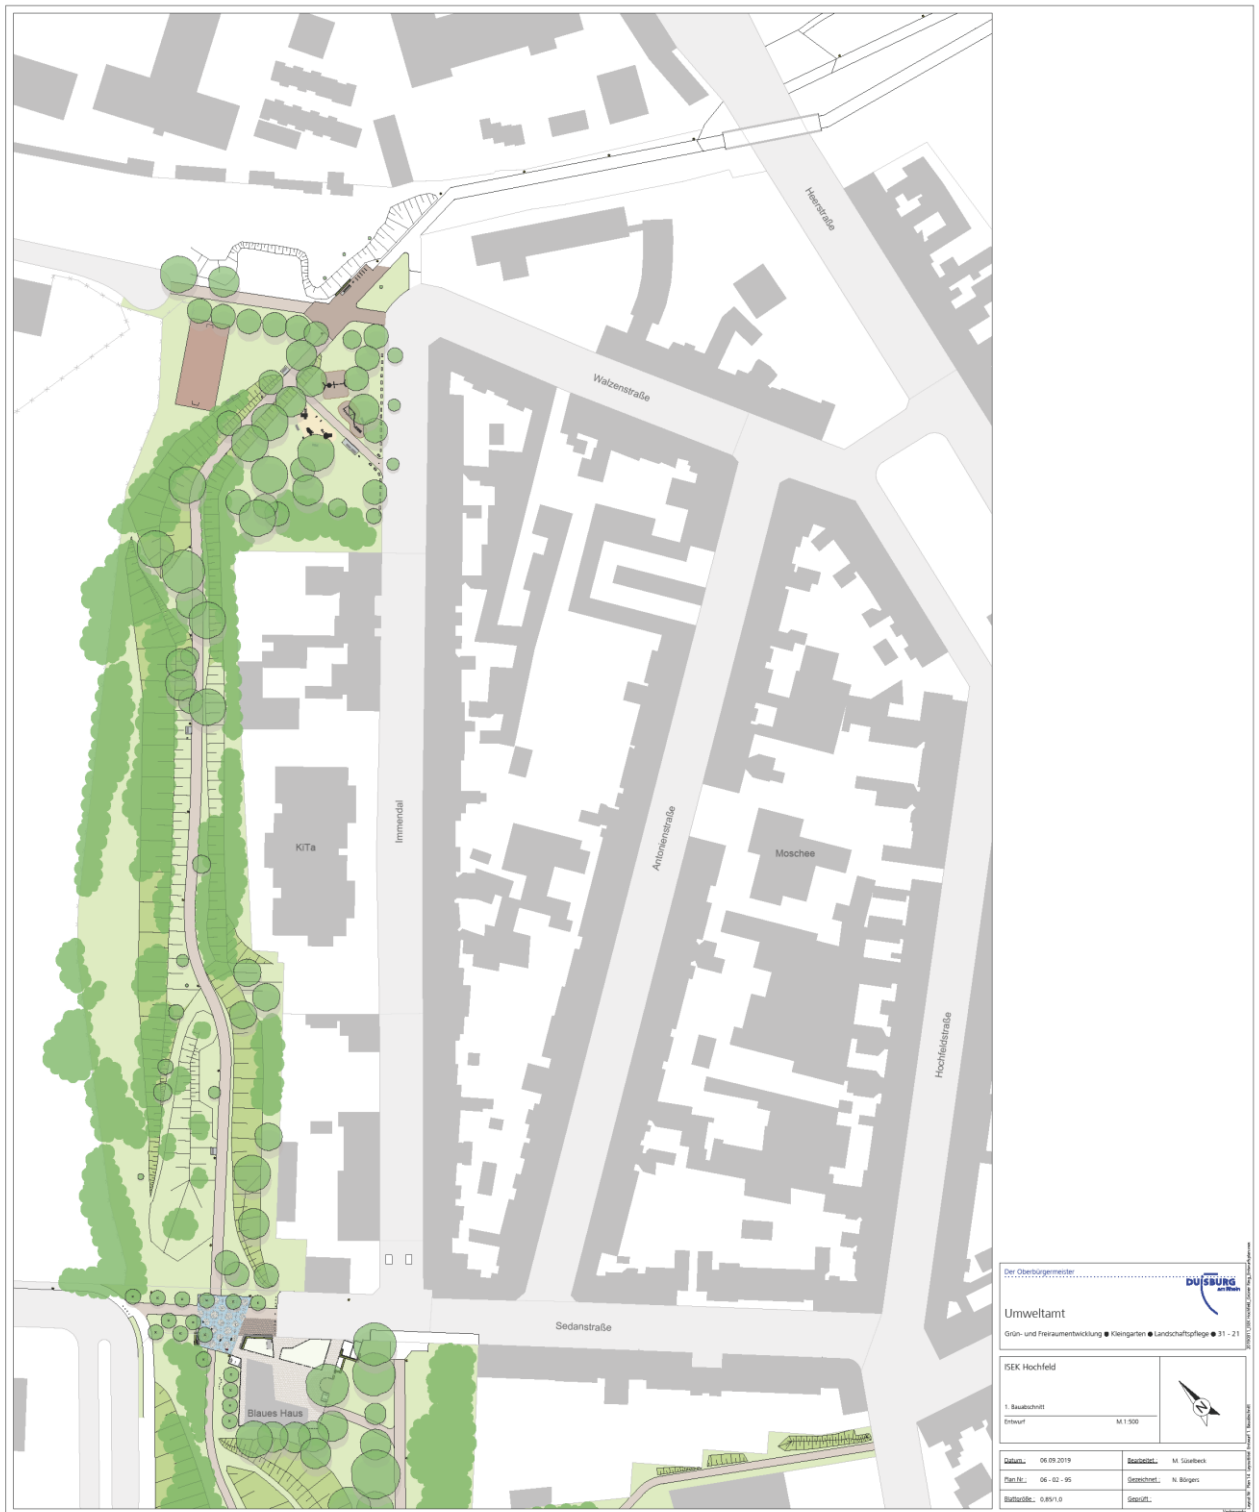 Heerstraße
Walzenstraße
Immendal
KiTa
Antonienstraße
Moschee
Hochfeldstraße
Sedanstraße
Blaues Haus
Der Oberbürgermeister
DUISBURG
am Rhein
Umweltamt
Grün- und Freiraumentwicklung ● Kleingarten ● Landschaftspflege ● 31 - 21
ISEK Hochfeld
1. Bauabschnitt
Entwurf M.1:500
N
Datum : 06.09.2019 Bearbeitet : M. Süselbeck
Plan Nr : 06 - 02 - 95 Gezeichnet : N. Börgers
Blattgröße : 0,85/1,0 Geprüft :